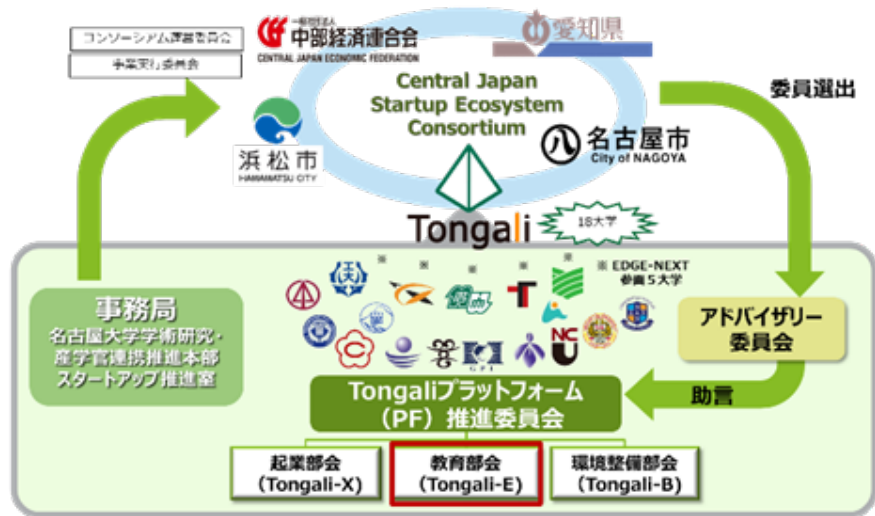 コンソーシアム運営委員会
事業実行委員会
一般社団法人
中部経済連合会
CENTRAL JAPAN ECONOMIC FEDERATION
愛知県
Central Japan
Startup Ecosystem
Consortium
委員選出
浜松市
HAMAMATSU CITY
名古屋市
City of NAGOYA
Tongali
18大学
※ ※ ※ ※ ※
※ EDGE-NEXT
参画5大学
事務局
名古屋大学学術研究・
産学官連携推進本部
スタートアップ推進室
NC
U
アドバイザリー
委員会
助言
Tongaliプラットフォーム
（PF）推進委員会
起業部会
（Tongali-X）
教育部会
（Tongali-E）
環境整備部会
（Tongali-B）